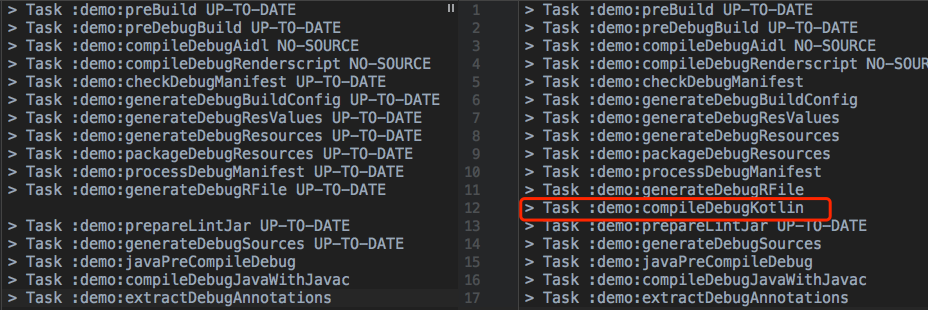 > Task :demo:preBuild UP-TO-DATE
> Task :demo:preDebugBuild UP-TO-DATE
> Task :demo:compileDebugAidl NO-SOURCE
> Task :demo:compileDebugRenderscript NO-SOURCE
> Task :demo:checkDebugManifest UP-TO-DATE
> Task :demo:generateDebugBuildConfig UP-TO-DATE
> Task :demo:generateDebugResValues UP-TO-DATE
> Task :demo:generateDebugResources UP-TO-DATE
> Task :demo:packageDebugResources UP-TO-DATE
> Task :demo:processDebugManifest UP-TO-DATE
> Task :demo:generateDebugRFile UP-TO-DATE
> Task :demo:prepareLintJar UP-TO-DATE
> Task :demo:generateDebugSources UP-TO-DATE
> Task :demo:javaPreCompileDebug
> Task :demo:compileDebugJavaWithJavac
> Task :demo:extractDebugAnnotations
1 > Task :demo:preBuild UP-TO-DATE
2 > Task :demo:preDebugBuild UP-TO-DATE
3 > Task :demo:compileDebugAidl NO-SOURCE
4 > Task :demo:compileDebugRenderscript NO-SOUR
5 > Task :demo:checkDebugManifest
6 > Task :demo:generateDebugBuildConfig
7 > Task :demo:generateDebugResValues
8 > Task :demo:generateDebugResources
9 > Task :demo:packageDebugResources
10 > Task :demo:processDebugManifest
11 > Task :demo:generateDebugRFile
12 > Task :demo:compileDebugKotlin
13 > Task :demo:prepareLintJar UP-TO-DATE
14 > Task :demo:generateDebugSources
15 > Task :demo:javaPreCompileDebug
16 > Task :demo:compileDebugJavaWithJavac
17 > Task :demo:extractDebugAnnotations